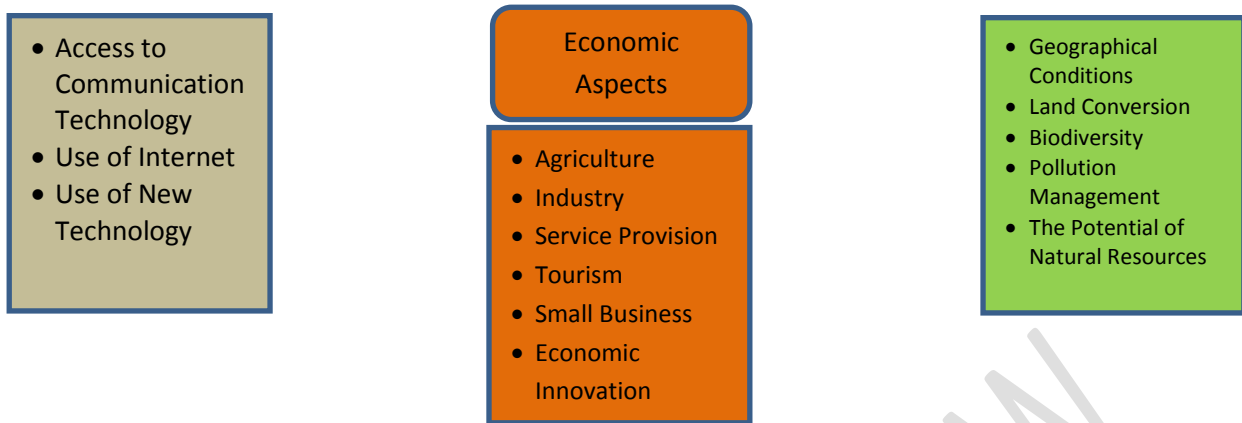 • Access to
Communication
Technology
• Use of Internet
• Use of New
Technology
Economic
Aspects
• Agriculture
• Industry
• Service Provision
• Tourism
• Small Business
• Economic
Innovation
• Geographical
Conditions
• Land Conversion
• Biodiversity
• Pollution
Management
• The Potential of
Natural Resources